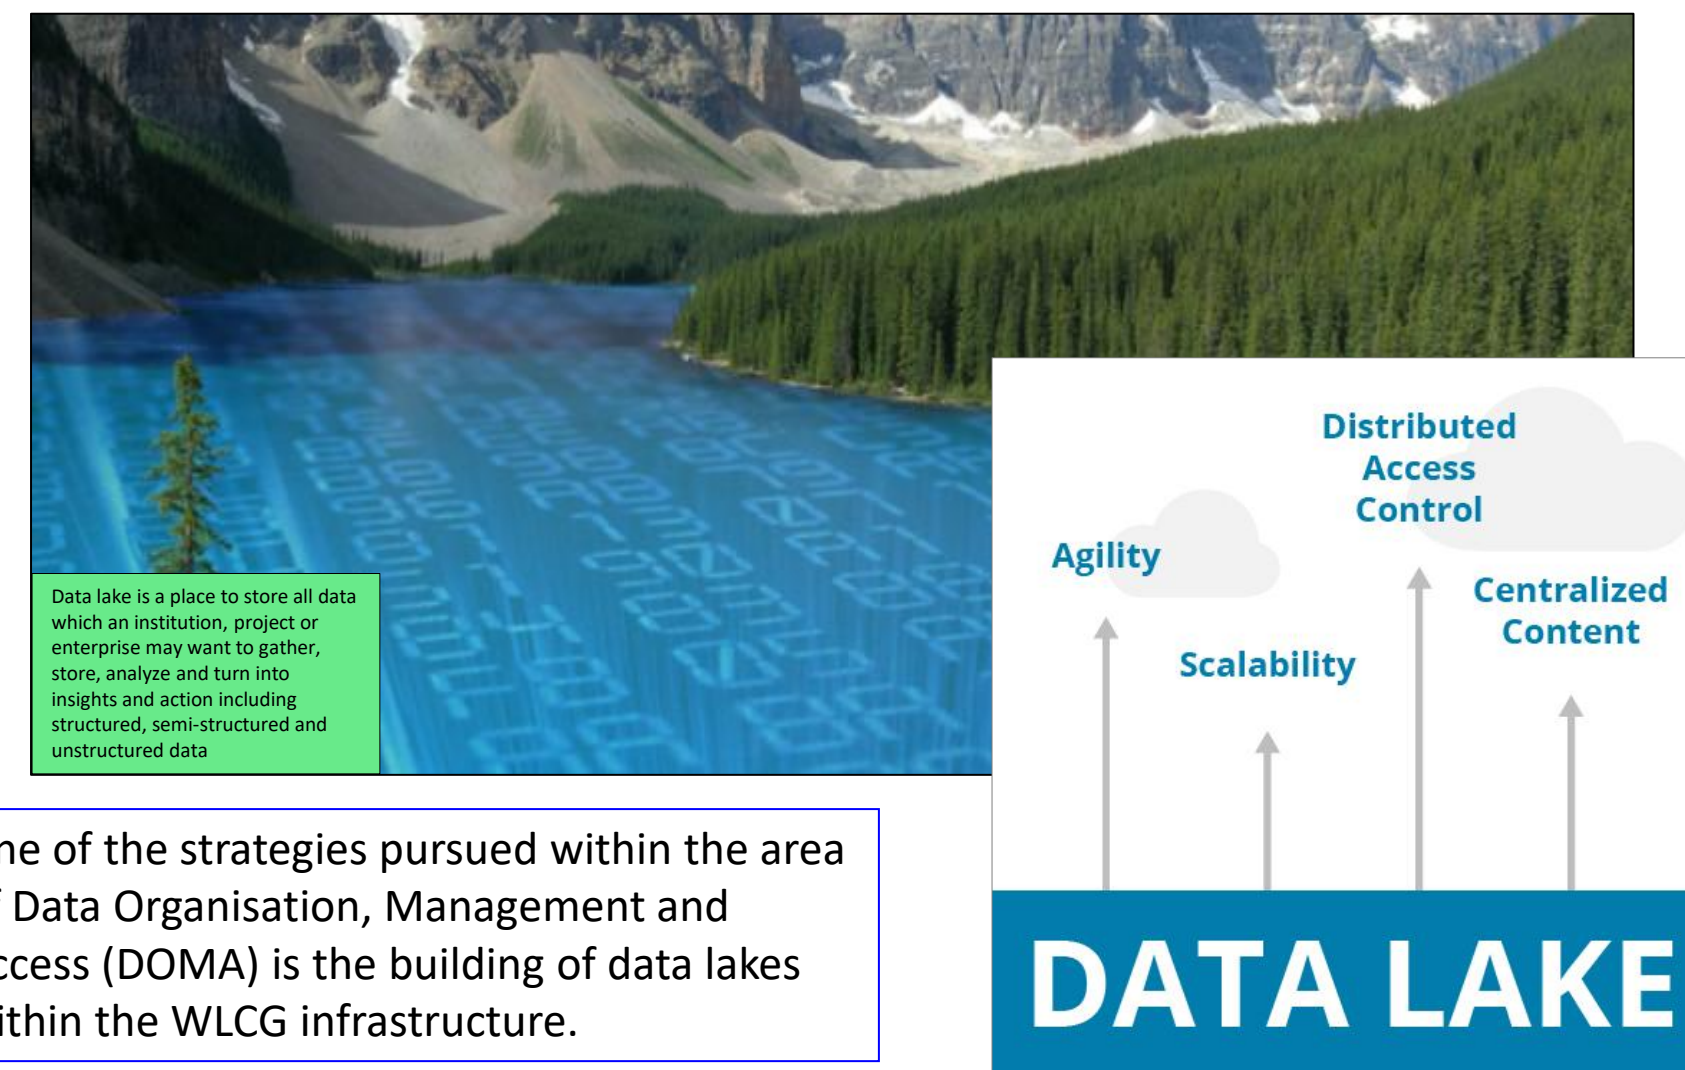 Data lake is a place to store all data
which an institution, project or
enterprise may want to gather,
store, analyze and turn into
insights and action including
structured, semi-structured and
unstructured data
Distributed
Access
Control
Agility
Centralized
Content
Scalability
DATA LAKE
ne of the strategies pursued within the area
f Data Organisation, Management and
ccess (DOMA) is the building of data lakes
ithin the WLCG infrastructure.